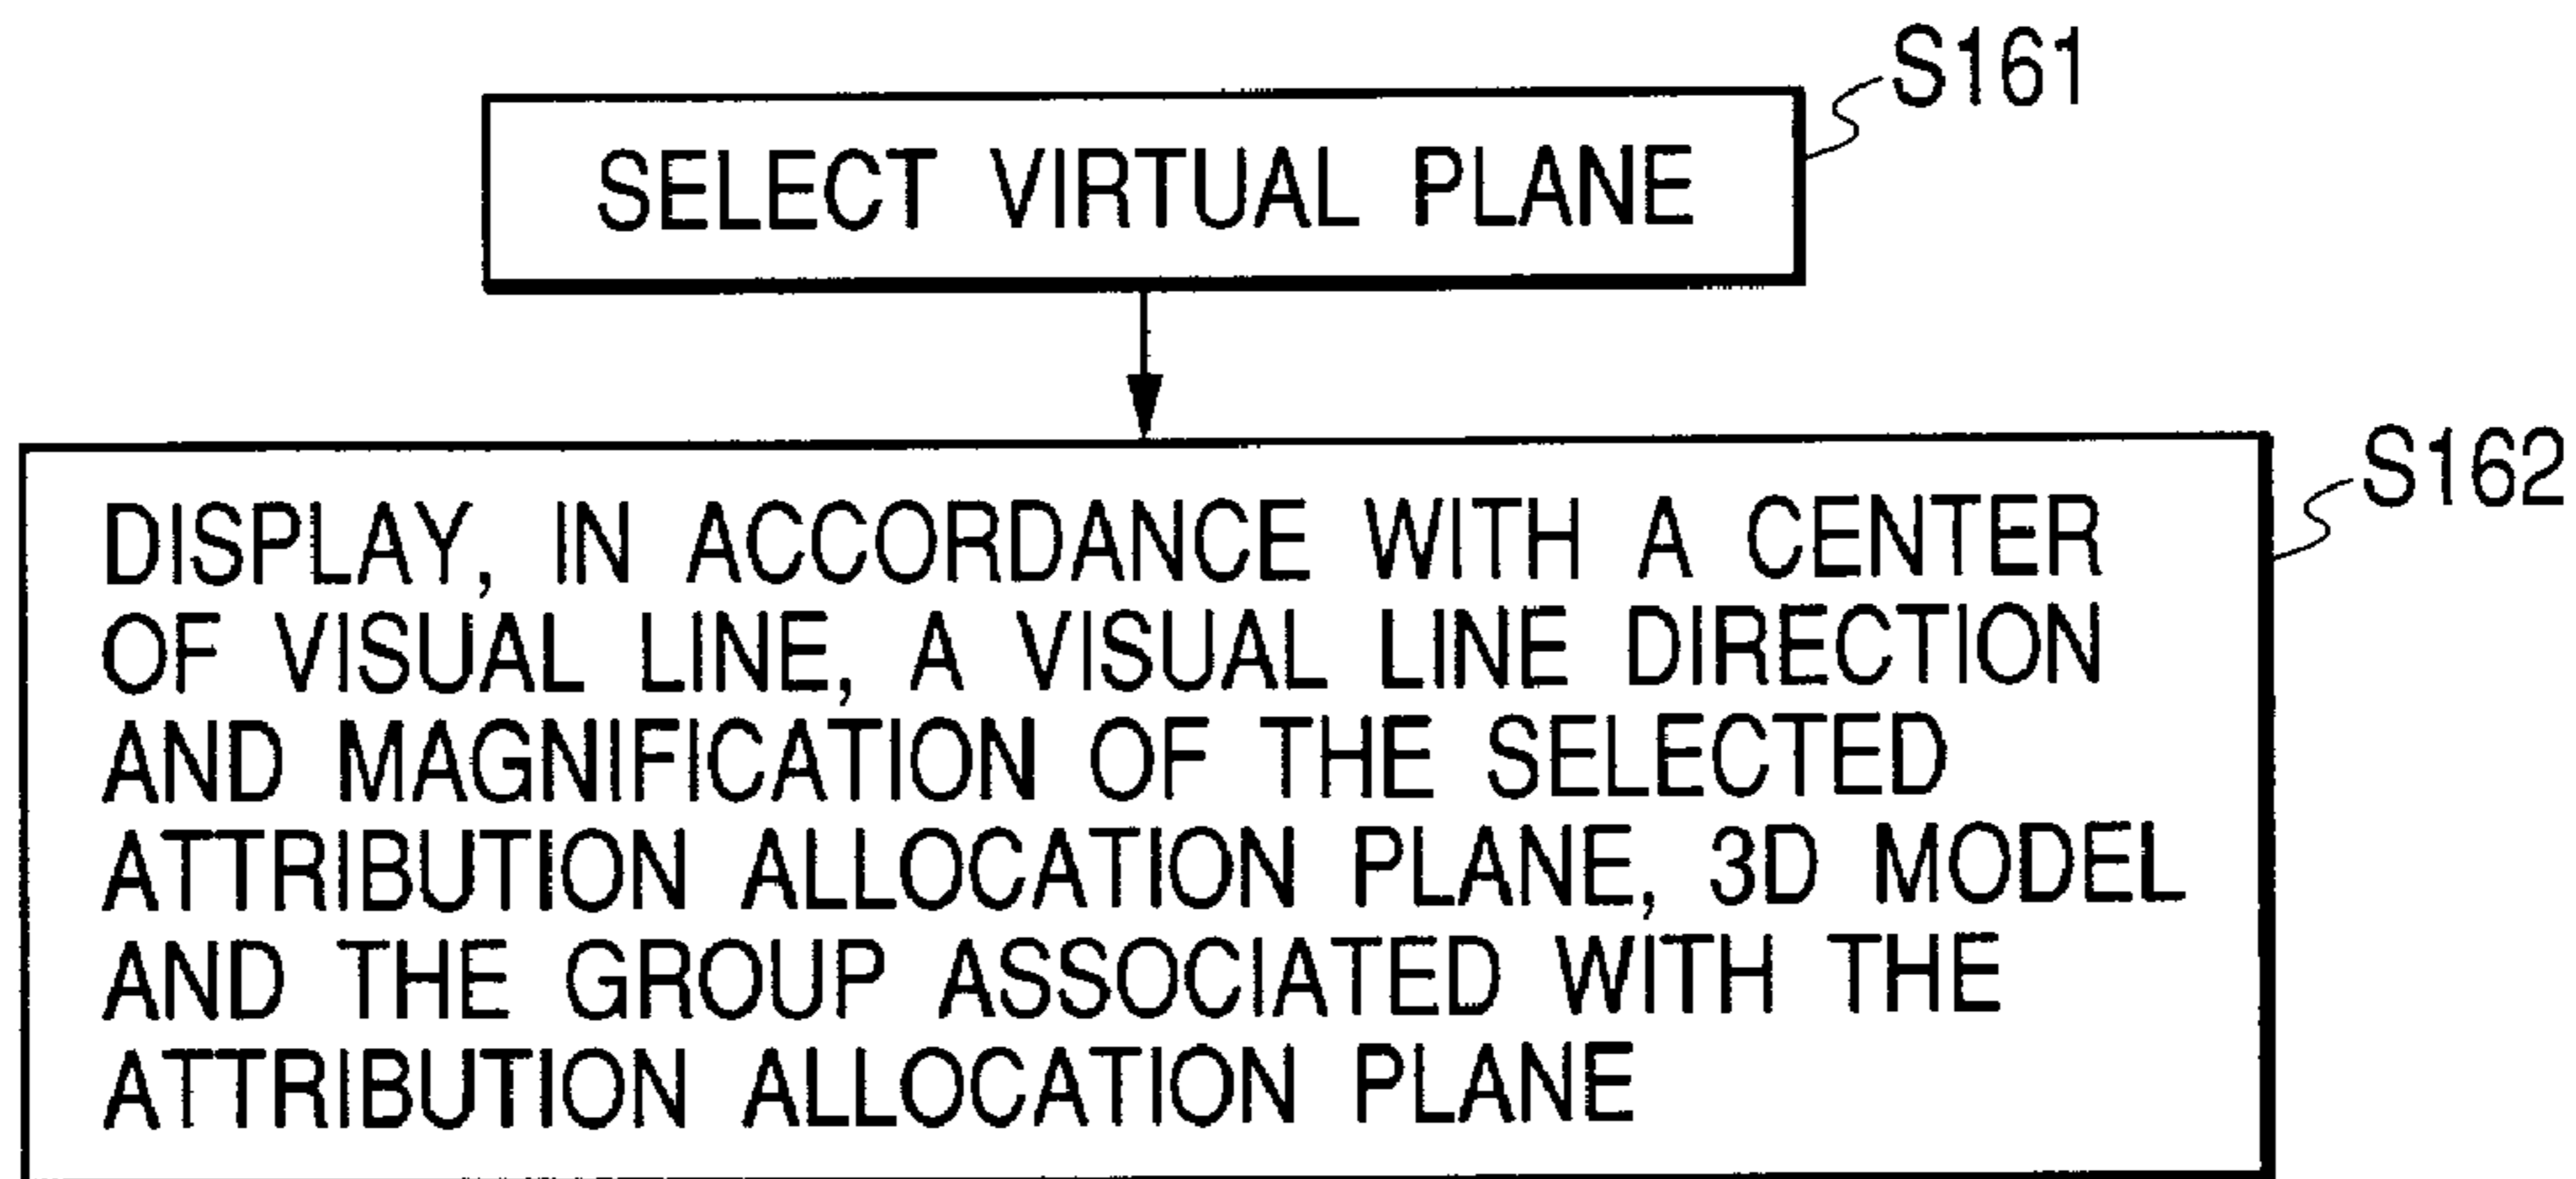 S161
SELECT VIRTUAL PLANE
S162
DISPLAY, IN ACCORDANCE WITH A CENTER
OF VISUAL LINE, A VISUAL LINE DIRECTION
AND MAGNIFICATION OF THE SELECTED
ATTRIBUTION ALLOCATION PLANE, 3D MODEL
AND THE GROUP ASSOCIATED WITH THE
ATTRIBUTION ALLOCATION PLANE